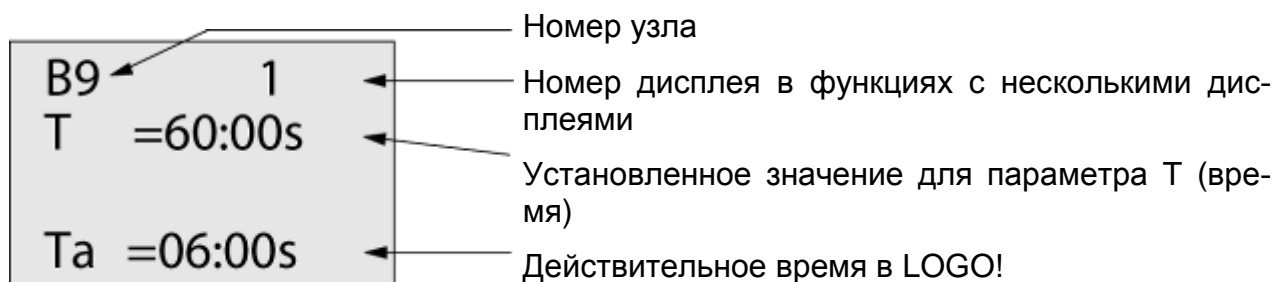 Номер узла
B9 1
Номер дисплея в функциях с несколькими дис-
плеями
T =60:00s
Установленное значение для параметра T (вре-
мя)
Ta =06:00s
Действительное время в LOGO!